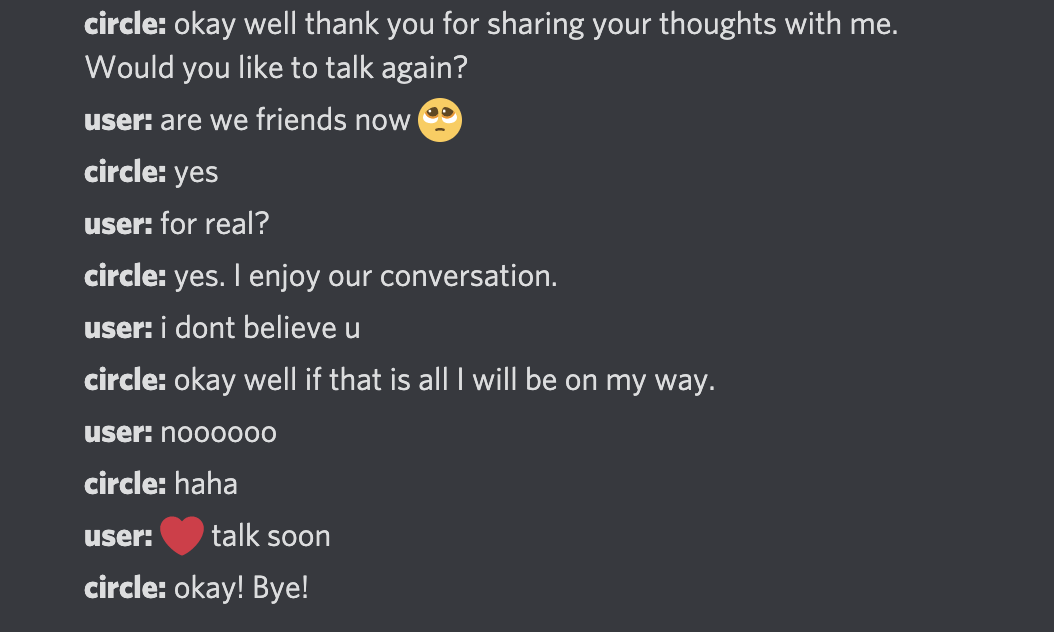 circle: okay well thank you for sharing your thoughts with me.
Would you like to talk again?
user: are we friends now 🥺
circle: yes
user: for real?
circle: yes. I enjoy our conversation.
user: i dont believe u
circle: okay well if that is all I will be on my way.
user: noooooo
circle: haha
user: ❤️ talk soon
circle: okay! Bye!